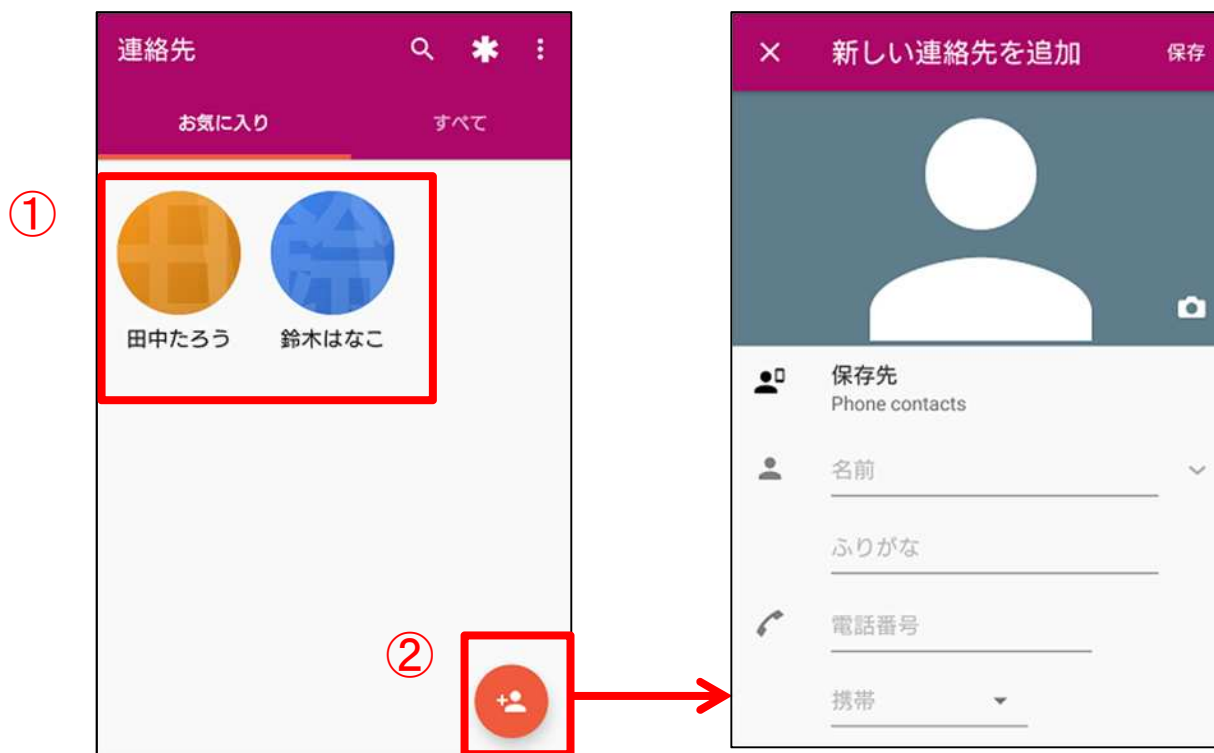 連絡先
お気に入り すべて
①
田中たろう 鈴木はなこ
②
新しい連絡先を追加 保存
保存先
Phone contacts
名前
ふりがな
電話番号
携帯